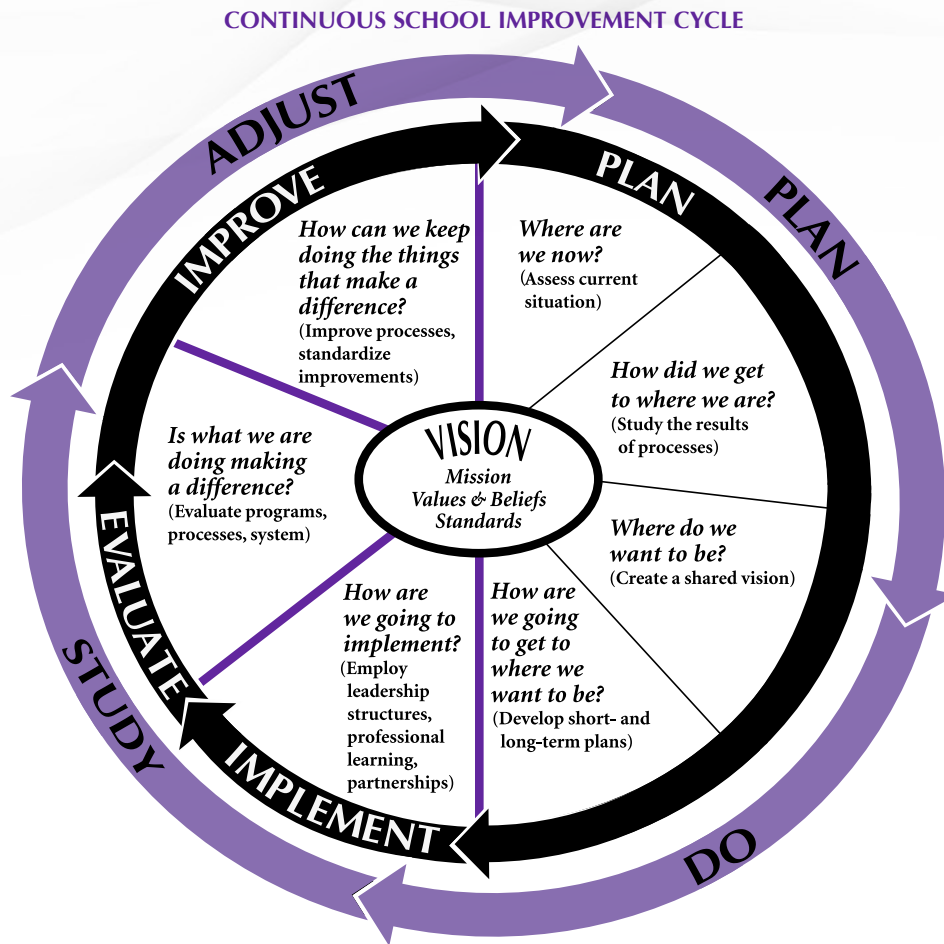 CONTINUOUS SCHOOL IMPROVEMENT CYCLE
ADJUST
PLAN
DO
STUDY
IMPROVE
PLAN
IMPLEMENT
EVALUATE
Where are
we now?
(Assess current
situation)
How did we get
to where we are?
(Study the results
of processes)
Where do we
want to be?
(Create a shared vision)
How are
we going
to get to
where we
want to be?
(Develop short- and
long-term plans)
How are
we going to
implement?
(Employ
leadership
structures,
professional
learning,
partnerships)
Is what we are
doing making
a difference?
(Evaluate programs,
processes, system)
How can we keep
doing the things
that make a
difference?
(Improve processes,
standardize
improvements)
VISION
Mission
Values & Beliefs
Standards